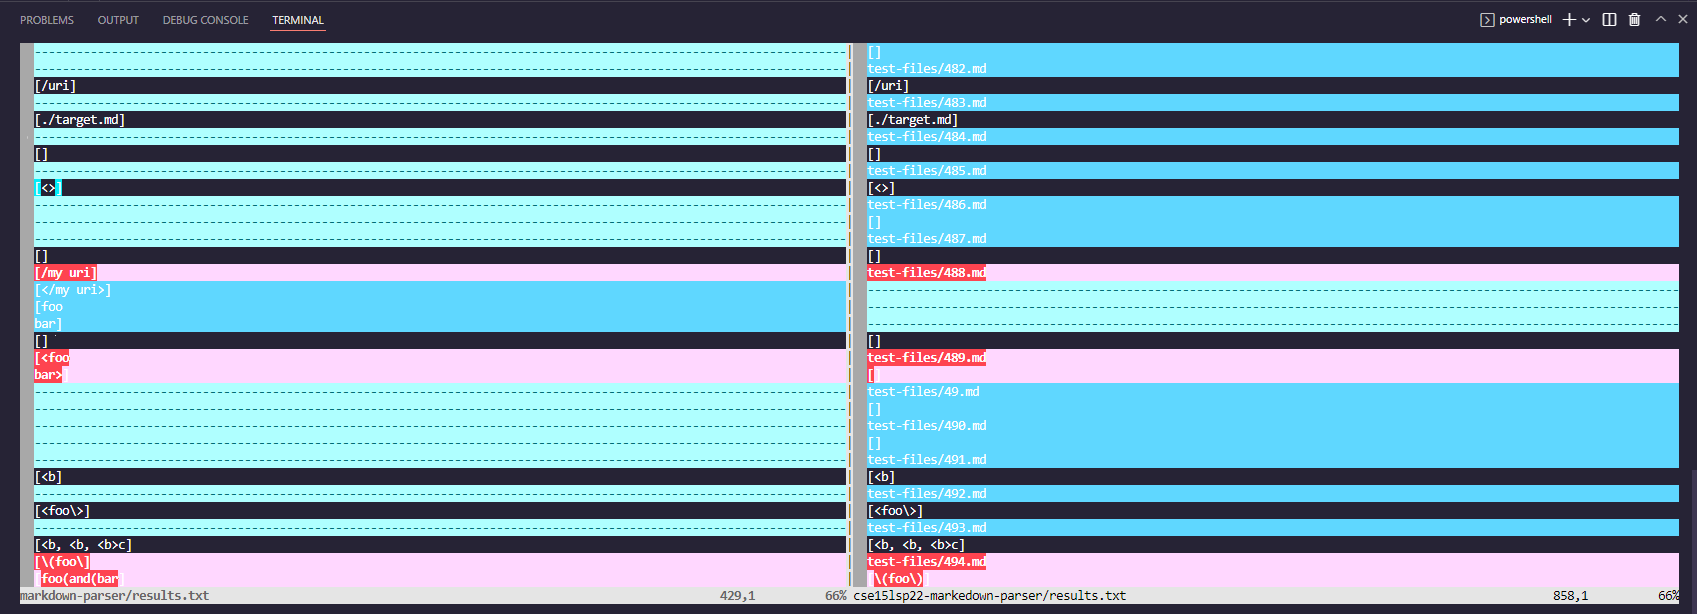 PROBLEMS OUTPUT DEBUG CONSOLE TERMINAL powershell
[]
test-files/482.md
[/uri] [/uri]
test-files/483.md
[./target.md] [./target.md]
test-files/484.md
[] []
test-files/485.md
[<>] [<>]
test-files/486.md
[]
test-files/487.md
[] []
[/my uri] test-files/488.md
[</my uri>]
[foo
bar]
[] []
[<foo test-files/489.md
bar>] []
test-files/49.md
[]
test-files/490.md
[]
test-files/491.md
[<b] [<b]
test-files/492.md
[<foo\>] [<foo\>]
test-files/493.md
[<b, <b, <b>c] [<b, <b, <b>c]
[\(foo\] test-files/494.md
[foo(and(bar] [\(foo\)]
markdown-parser/results.txt 429,1 66% cse15lsp22-markedown-parser/results.txt 858,1 66%